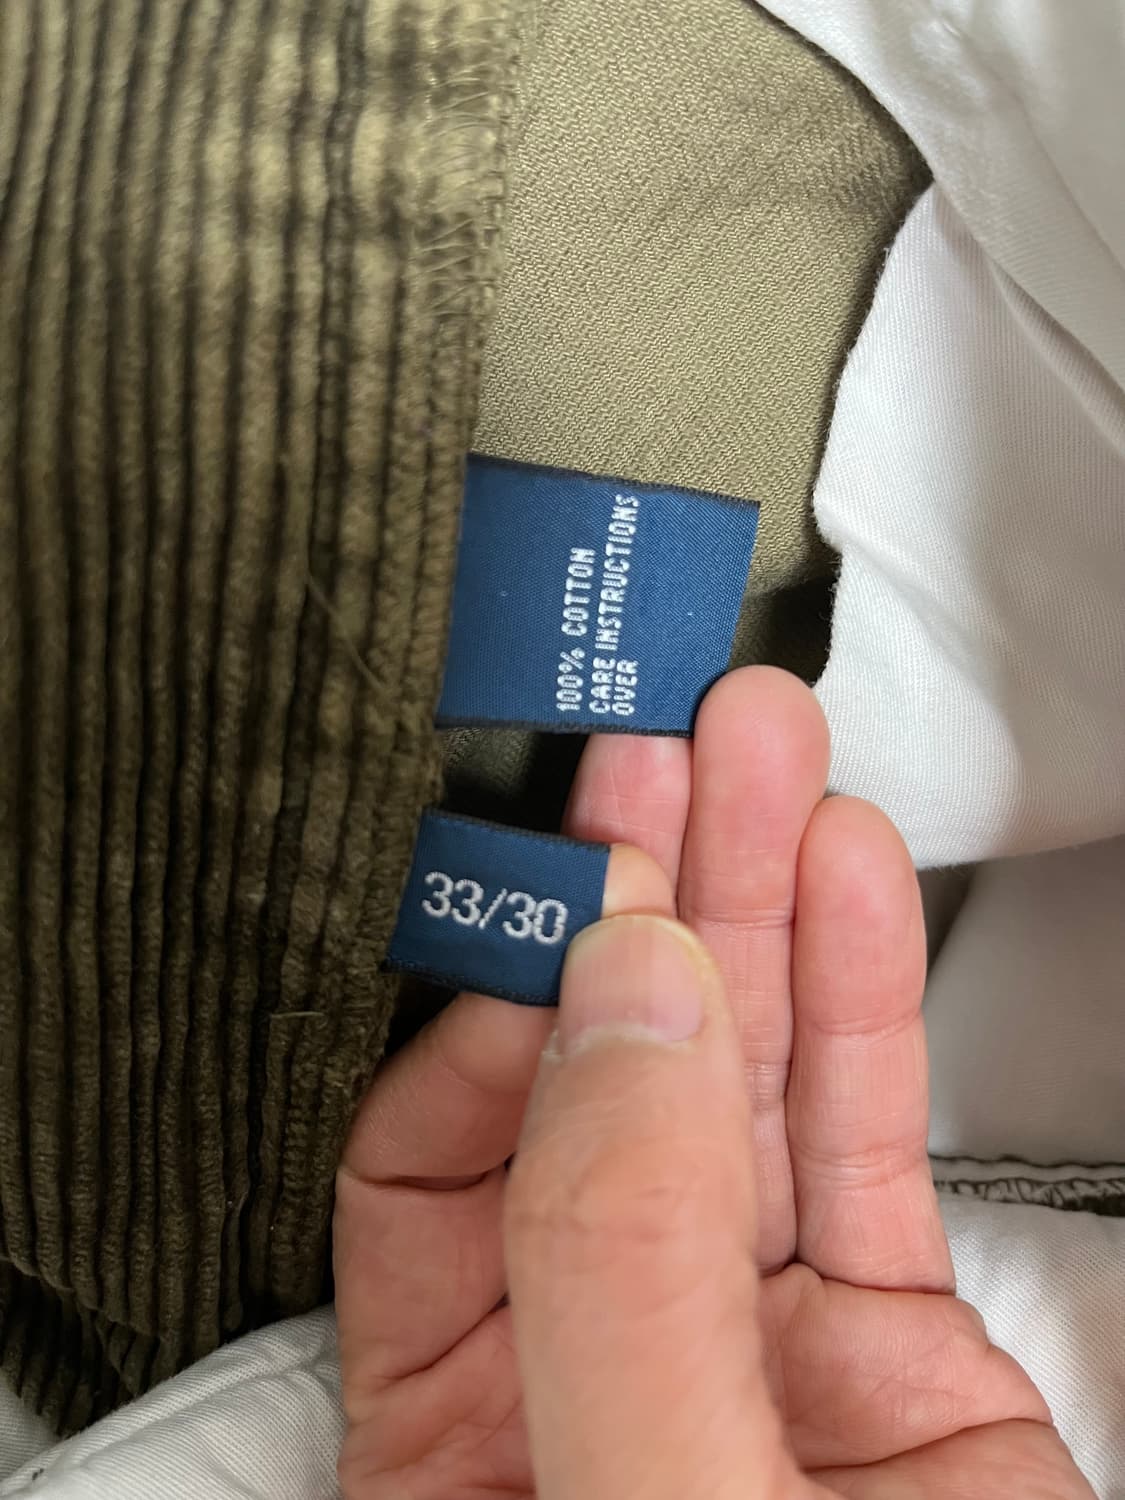 100% COTTON
CARE INSTRUCTIONS
OVER
33/30